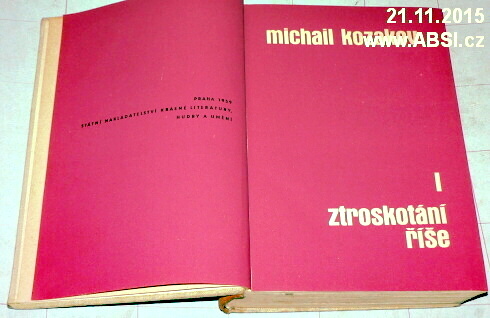 21.11.2015
www.ABSI.cz
PRAHA 1959
STÁTNÍ NAKLADATELSTVÍ KRÁSNÉ LITERATURY,
HUDBY A UMĚNÍ
michail kozakov
I
ztroskotání
říše